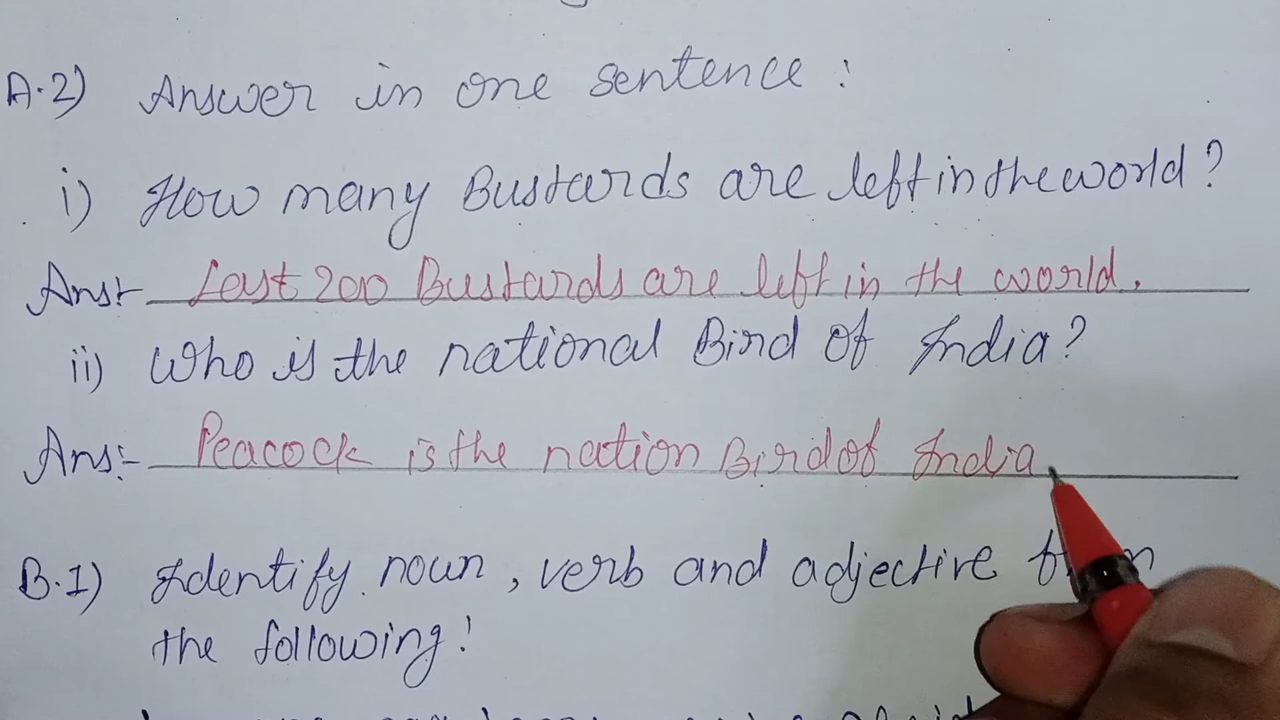 A.2) Answer in one sentence :
i) How many Bustards are left in the world?
Ans:- Last 200 Bustards are left in the world.
ii) Who is the national Bird of India?
Ans:- Peacock is the nation Bird of India
B.1) Identify noun, verb and adjective
the following: